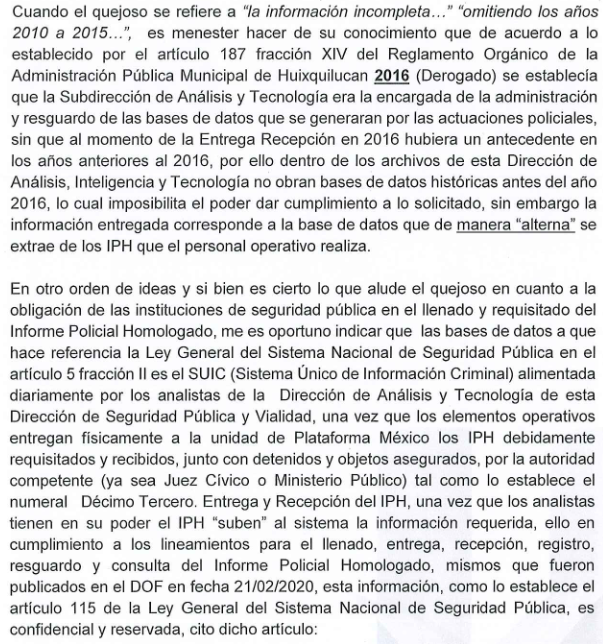 Cuando el quejoso se refiere a “la información incompleta…” “omitiendo los años
2010 a 2015…”, es menester hacer de su conocimiento que de acuerdo a lo
establecido por el artículo 187 fracción XIV del Reglamento Orgánico de la
Administración Pública Municipal de Huixquilucan 2016 (Derogado) se establecía
que la Subdirección de Análisis y Tecnología era la encargada de la administración
y resguardo de las bases de datos que se generaran por las actuaciones policiales,
sin que al momento de la Entrega Recepción en 2016 hubiera un antecedente en
los años anteriores al 2016, por ello dentro de los archivos de esta Dirección de
Análisis, Inteligencia y Tecnología no obran bases de datos históricas antes del año
2016, lo cual imposibilita el poder dar cumplimiento a lo solicitado, sin embargo la
información entregada corresponde a la base de datos que de manera “alterna” se
extrae de los IPH que el personal operativo realiza.
En otro orden de ideas y si bien es cierto lo que alude el quejoso en cuanto a la
obligación de las instituciones de seguridad pública en el llenado y requisitado del
Informe Policial Homologado, me es oportuno indicar que las bases de datos a que
hace referencia la Ley General del Sistema Nacional de Seguridad Pública en el
artículo 5 fracción II es el SUIC (Sistema Único de Información Criminal) alimentada
diariamente por los analistas de la Dirección de Análisis y Tecnología de esta
Dirección de Seguridad Pública y Vialidad, una vez que los elementos operativos
entregan físicamente a la unidad de Plataforma México los IPH debidamente
requisitados y recibidos, junto con detenidos y objetos asegurados, por la autoridad
competente (ya sea Juez Cívico o Ministerio Público) tal como lo establece el
numeral Décimo Tercero. Entrega y Recepción del IPH, una vez que los analistas
tienen en su poder el IPH “suben” al sistema la información requerida, ello en
cumplimiento a los lineamientos para el llenado, entrega, recepción, registro,
resguardo y consulta del Informe Policial Homologado, mismos que fueron
publicados en el DOF en fecha 21/02/2020, esta información, como lo establece el
artículo 115 de la Ley General del Sistema Nacional de Seguridad Pública, es
confidencial y reservada, cito dicho artículo: